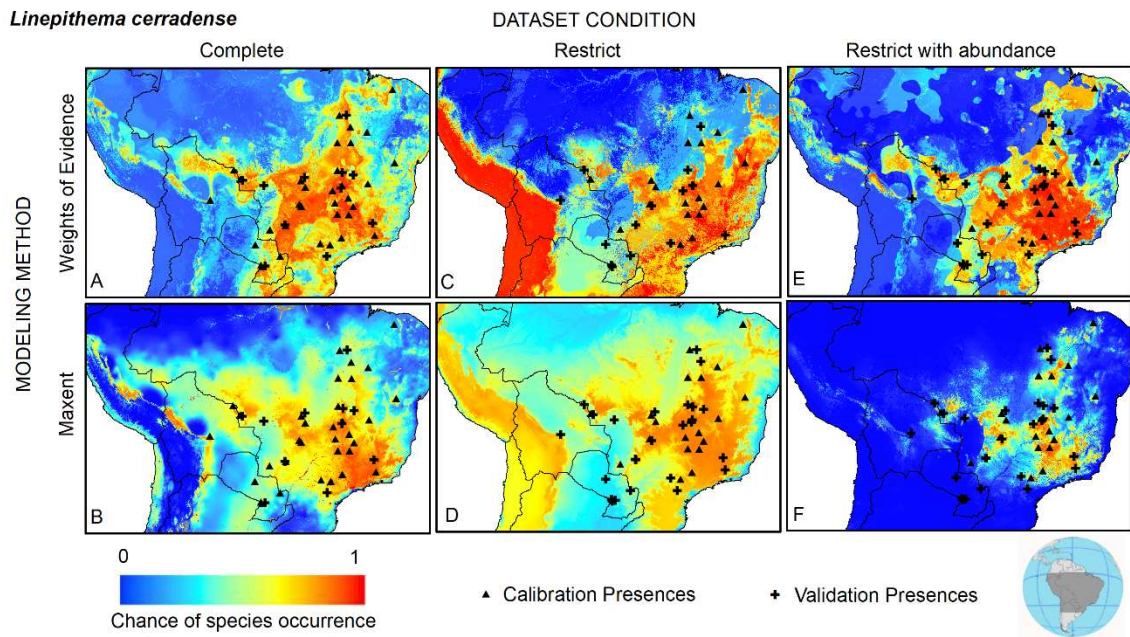 Linepithema cerradense
DATASET CONDITION
Complete
Restrict
Restrict with abundance
MODELING METHOD
Weights of Evidence
Maxent
A
C
E
B
D
F
0
1
Chance of species occurrence
Calibration Presences
Validation Presences